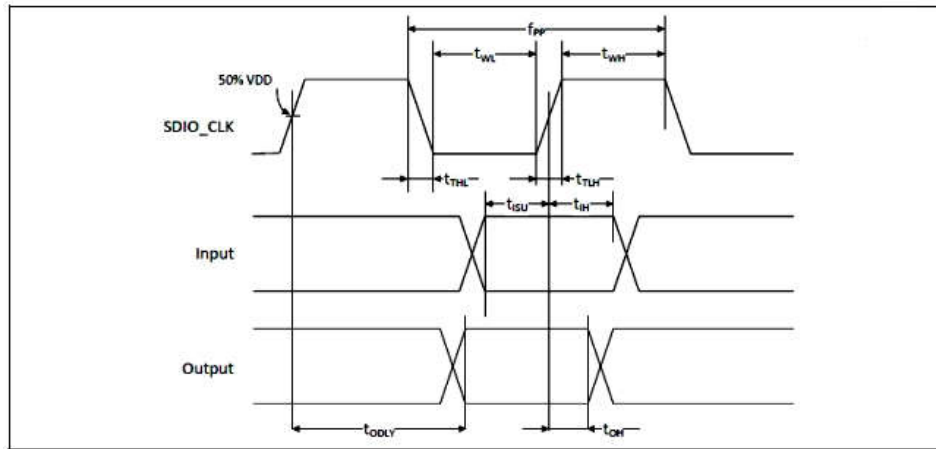 fPP
tWL
tWH
50% VDD
SDIO_CLK
tTHL
tTLH
tISU
tIH
Input
Output
tODLY
tOH